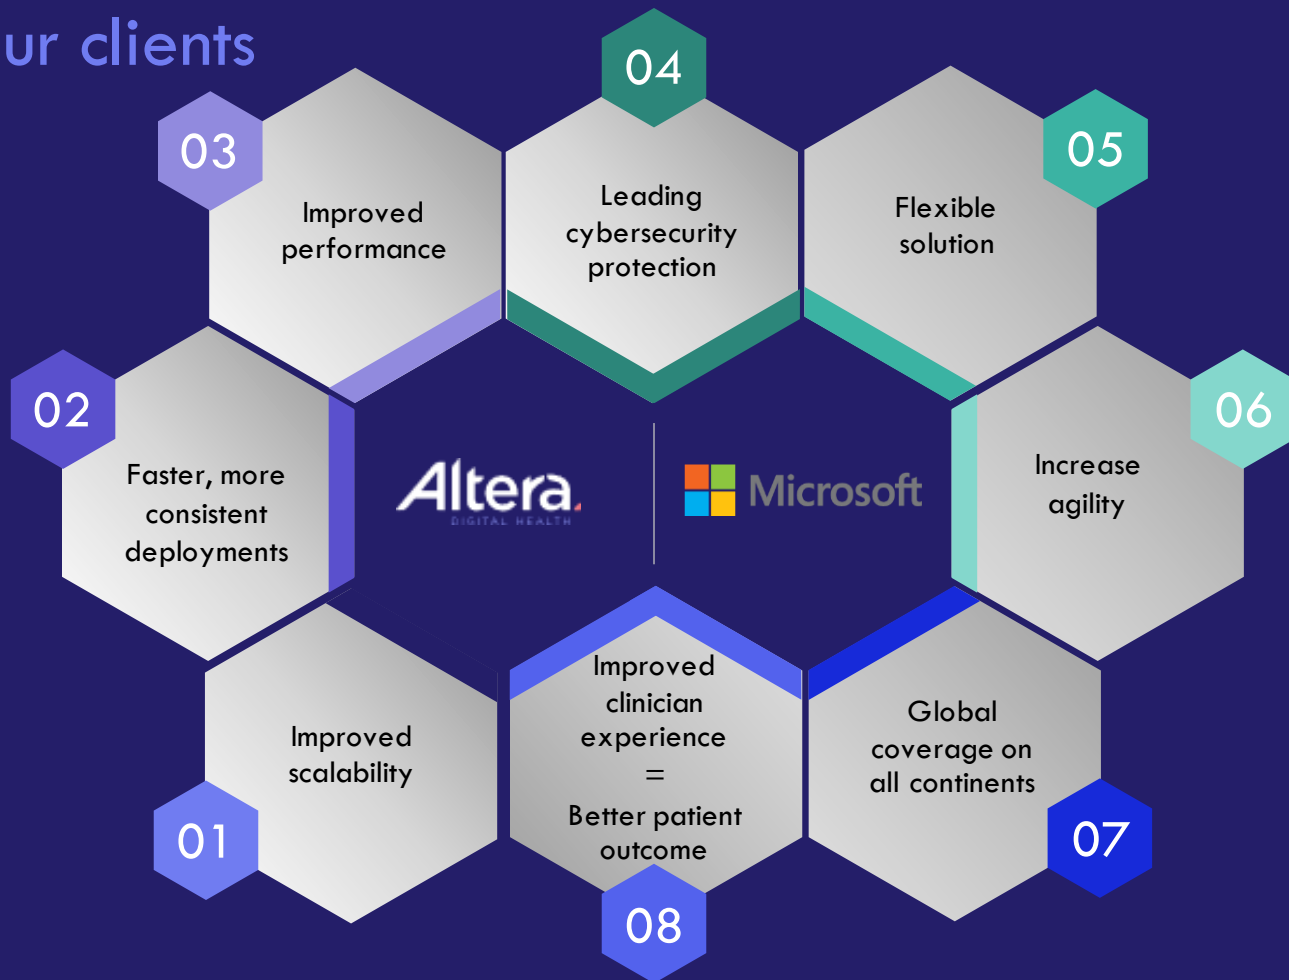 ur clients
01
Improved
scalability
02
Faster, more
consistent
deployments
03
Improved
performance
04
Leading
cybersecurity
protection
05
Flexible
solution
06
Increase
agility
07
Global
coverage on
all continents
08
Improved
clinician
experience
=
Better patient
outcome
Altera.
DIGITAL HEALTH
Microsoft